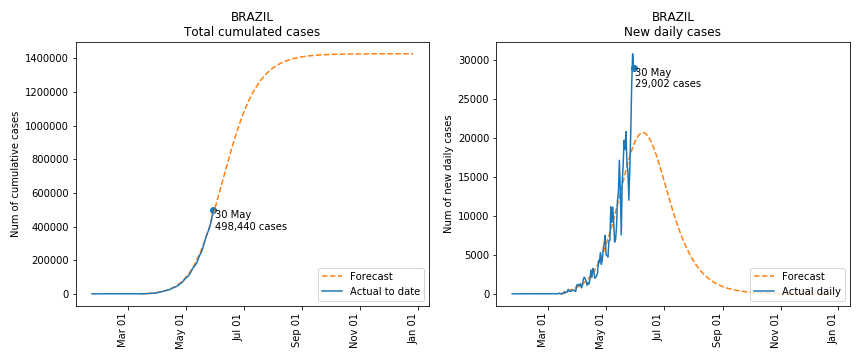 BRAZIL
Total cumulated cases
Num of cumulative cases
1400000
1200000
1000000
800000
600000
400000
200000
0
30 May
498,440 cases
Forecast
Actual to date
Mar 01
May 01
Jul 01
Sep 01
Nov 01
Jan 01
BRAZIL
New daily cases
Num of new daily cases
30000
25000
20000
15000
10000
5000
0
30 May
29,002 cases
Forecast
Actual daily
Mar 01
May 01
Jul 01
Sep 01
Nov 01
Jan 01